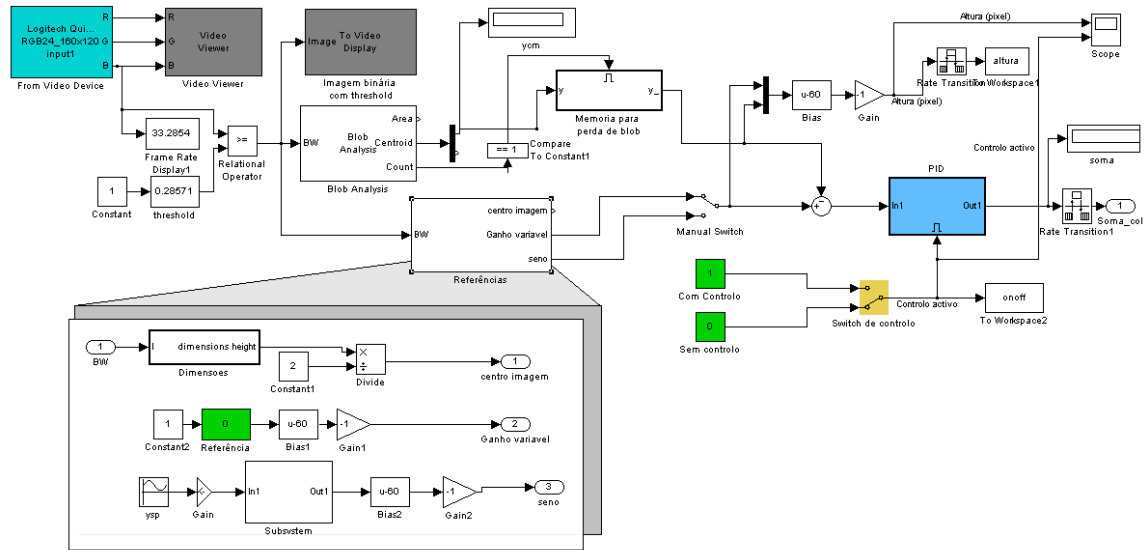 Logitech Qui...
RGB24_160x120
input1
R
G
B
From Video Device
R
G
B
Video
Viewer
Video Viewer
Image
To Video
Display
Imagem binária
com threshold
ycm
33.2854
Frame Rate
Display1
>=
Relational
Operator
1
Constant
0.28571
threshold
BW
Blob
Analysis
Area
Centroid
Count
Blob Analysis
== 1
Compare
To Constant1
y
y_
Memoria para
perda de blob
u-60
Bias
-1
Gain
Altura (pixel)
Altura (pixel)
Scope
Rate Transition
altura
To Workspace1
Controlo activo
soma
BW
centro imagem
Ganho variavel
seno
Referências
Manual Switch
PID
In1
Out1
Rate Transition1
1
Soma_col
1
Com Controlo
0
Sem controlo
Switch de controlo
Controlo activo
onoff
To Workspace2
1
BW
I
dimensions height
Dimensoes
2
Constant1
×
÷
Divide
1
centro imagem
1
Constant2
0
Referência
u-60
Bias1
-1
Gain1
2
Ganho variavel
ysp
Gain
In1
Out1
Subsystem
u-60
Bias2
-1
Gain2
3
seno